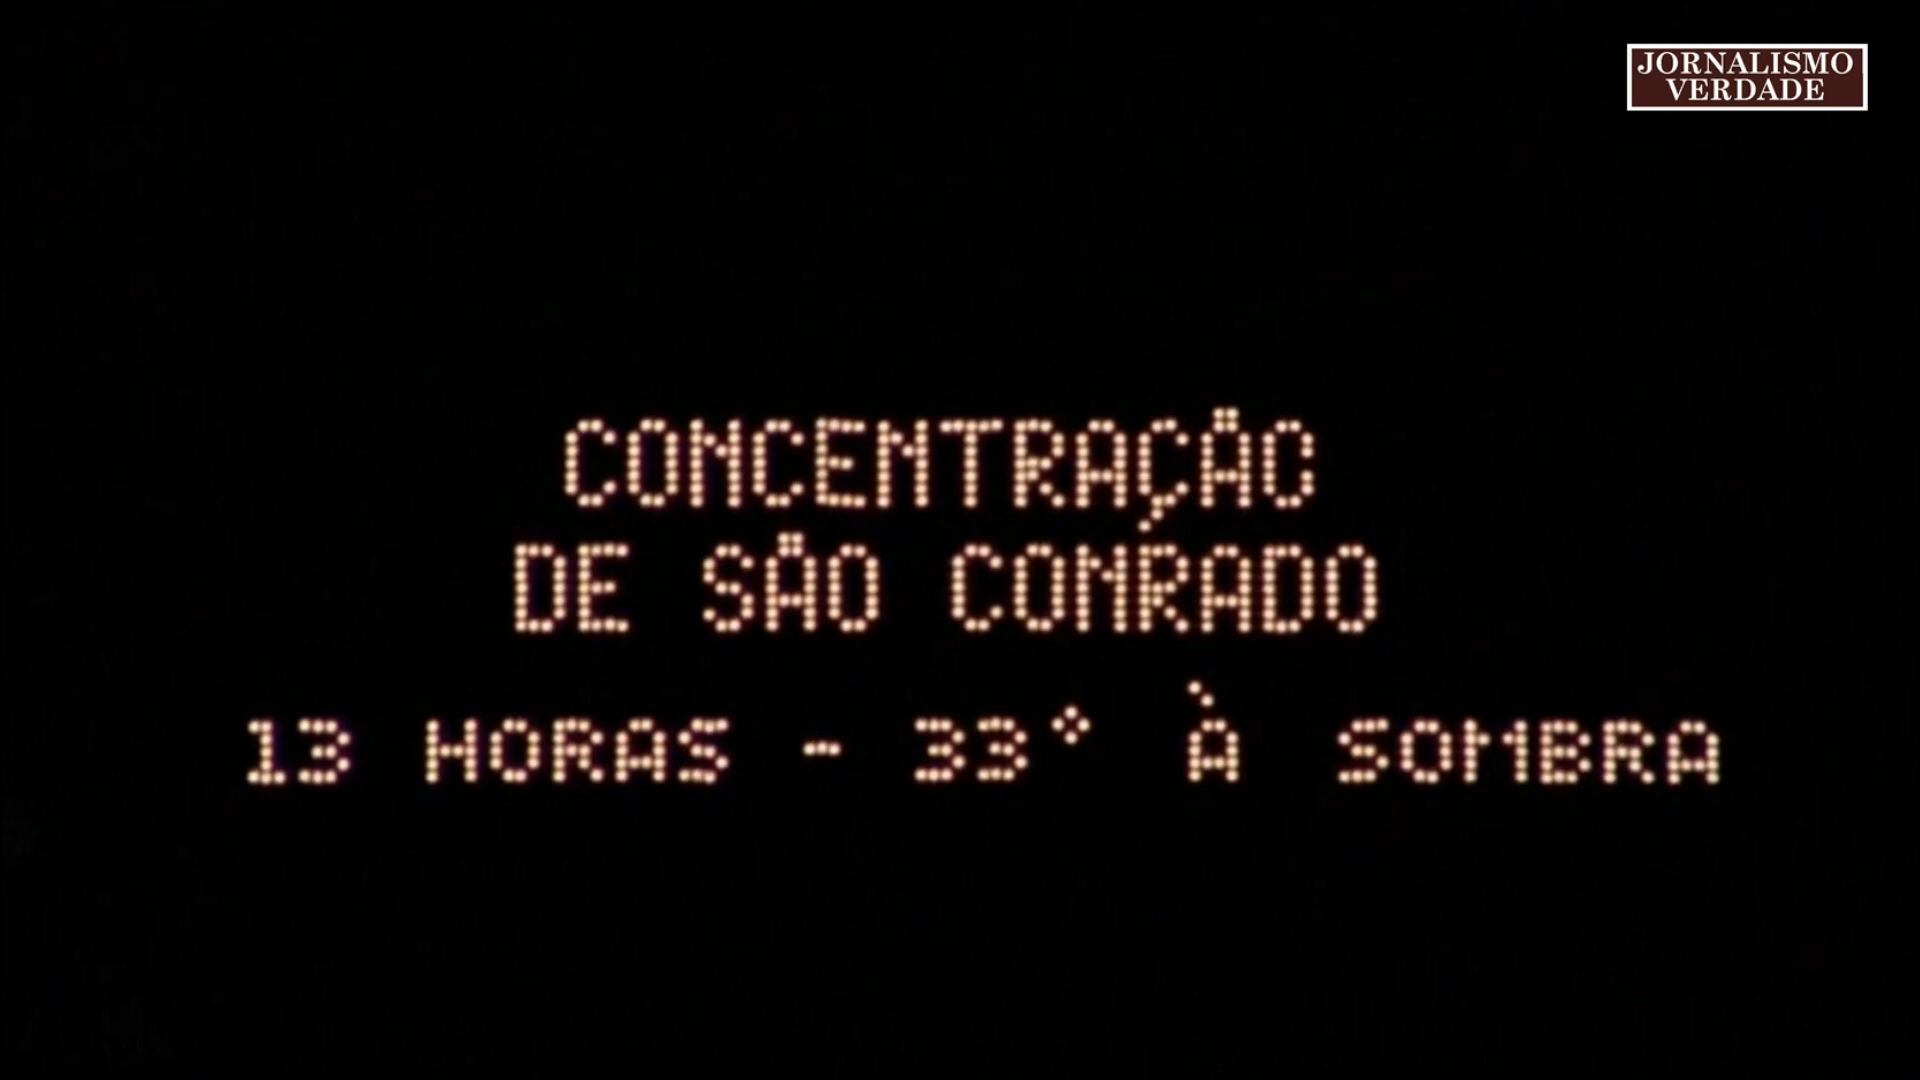 JORNALISMO
VERDADE
CONCENTRAÇÃO
DE SÃO CONRADO
13 HORAS - 33° À SOMBRA